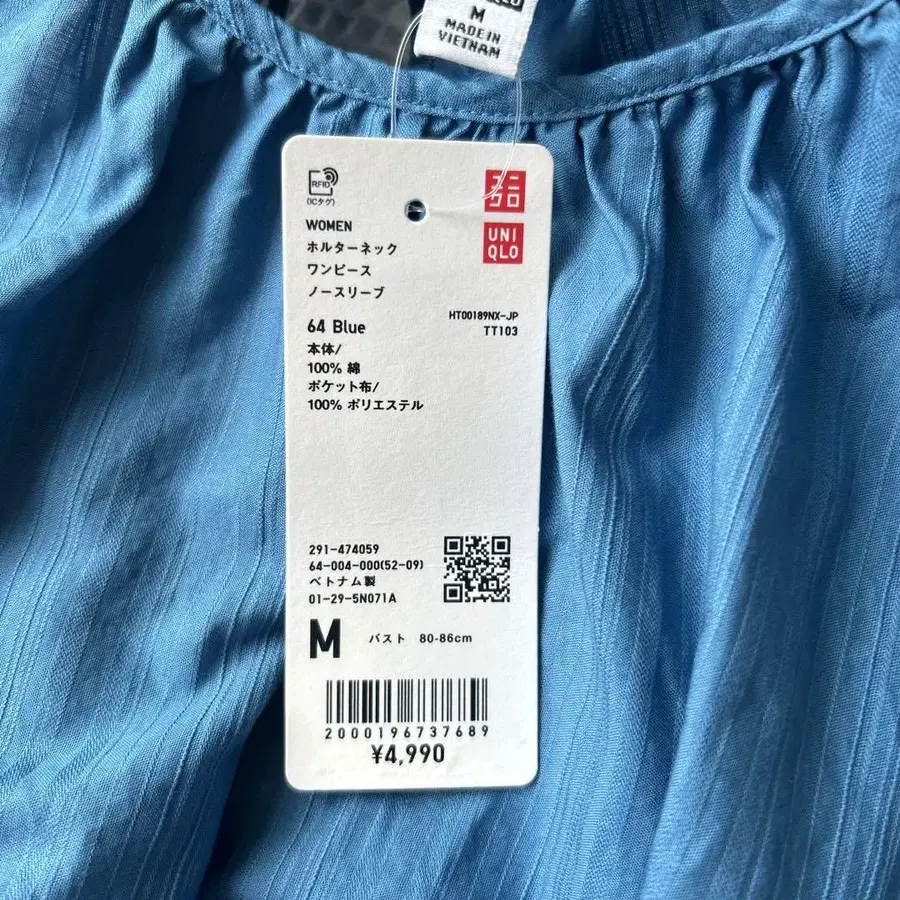 M
MADE IN
VIETNAM
RFID
(ICタグ)
ユニ
クロ
UNI
QLO
WOMEN
ホルターネック
ワンピース
ノースリーブ
64 Blue
HT00189NX-JP
TT103
本体/
100% 綿
ポケット布/
100% ポリエステル
291-474059
64-004-000(52-09)
ベトナム製
01-29-5N071A
M バスト 80-86cm
2000196737689
¥4,990